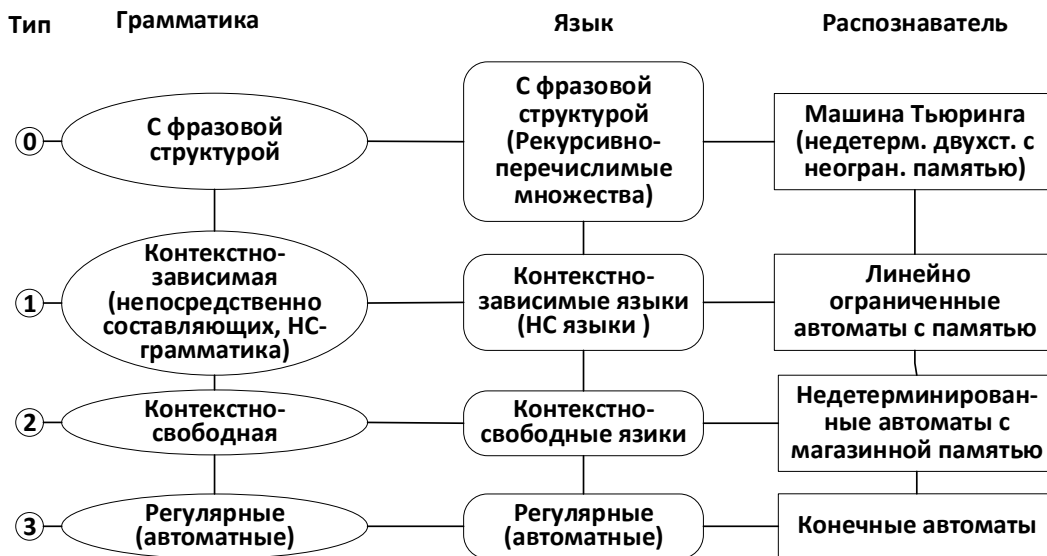 Тип
Грамматика
Язык
Распознаватель
0
С фразовой
структурой
С фразовой
структурой
(Рекурсивно-
перечислимые
множества)
Машина Тьюринга
(недетерм. двухст. с
неогран. памятью)
1
Контекстно-
зависимая
(непосредственно
составляющих, НС-
грамматика)
Контекстно-
зависимые языки
(НС языки )
Линейно
ограниченные
автоматы с памятью
2
Контекстно-
свободная
Контекстно-
свободные язики
Недетерминирован-
ные автоматы с
магазинной памятью
3
Регулярные
(автоматные)
Регулярные
(автоматные)
Конечные автоматы